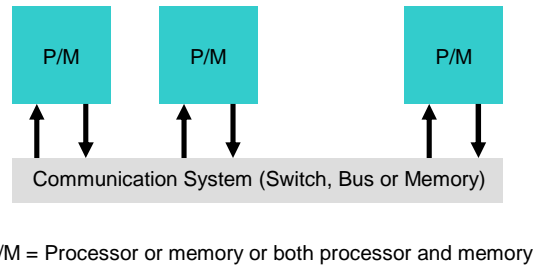 P/M P/M P/M
Communication System (Switch, Bus or Memory)
/M = Processor or memory or both processor and memory